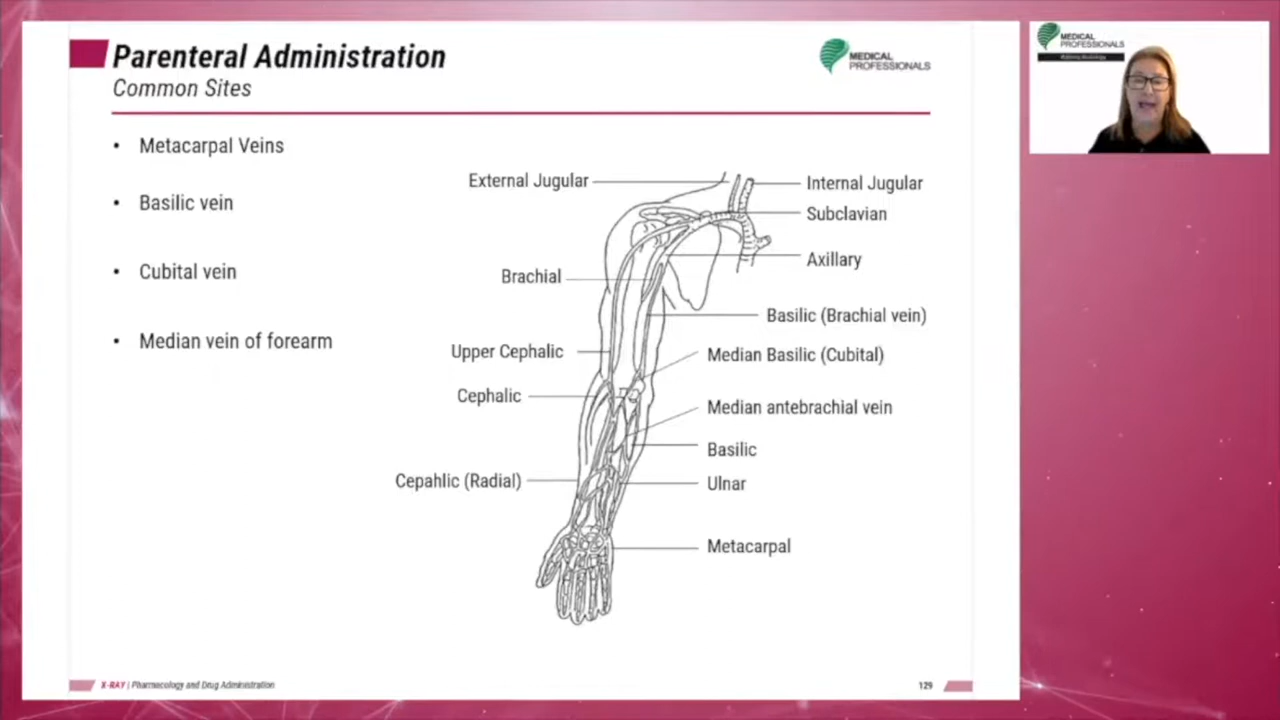 Parenteral Administration
Common Sites
MEDICAL
PROFESSIONALS
• Metacarpal Veins
• Basilic vein
• Cubital vein
• Median vein of forearm
External Jugular
Internal Jugular
Subclavian
Axillary
Brachial
Basilic (Brachial vein)
Upper Cephalic
Median Basilic (Cubital)
Cephalic
Median antebrachial vein
Basilic
Cepahlic (Radial)
Ulnar
Metacarpal
X-RAY | Pharmacology and Drug Administration
129
MEDICAL
PROFESSIONALS